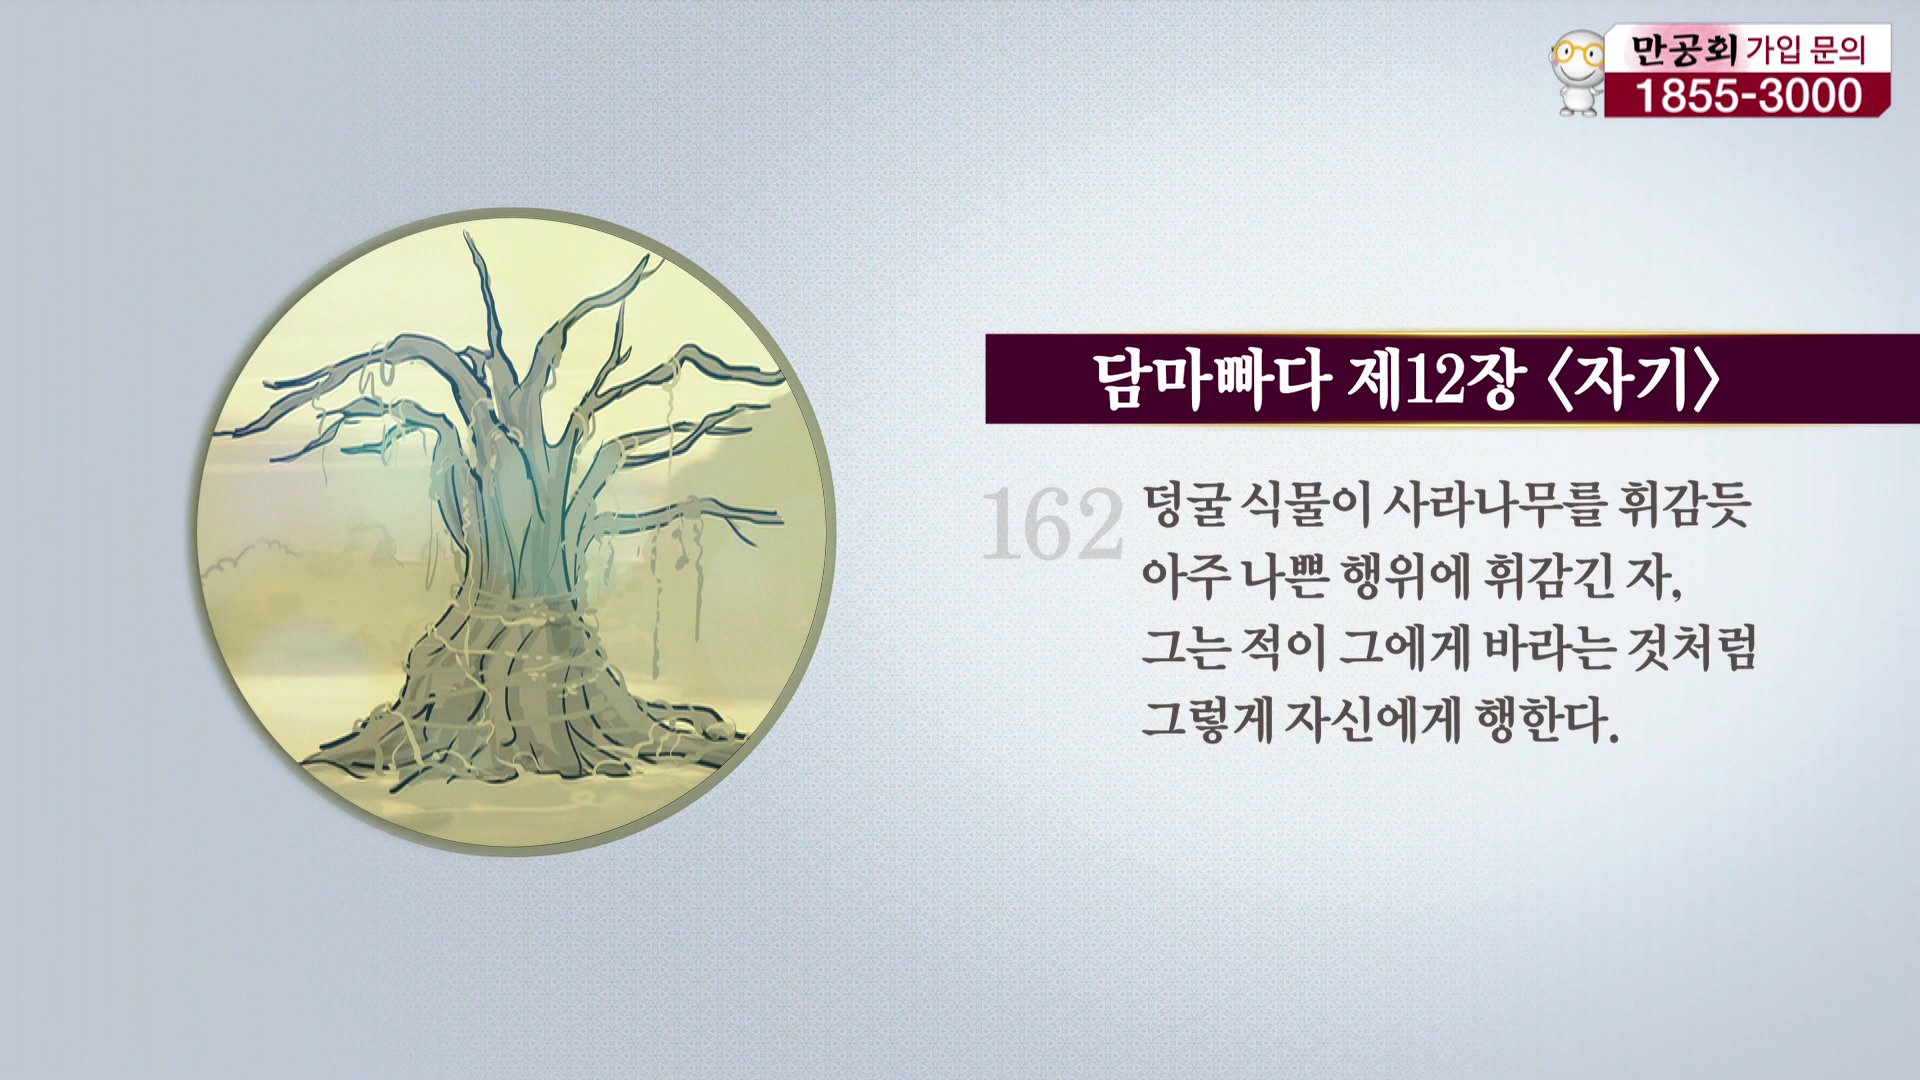 만공회 가입 문의
1855-3000
담마빠다 제12장 〈자기〉
162 덩굴 식물이 사라나무를 휘감듯
아주 나쁜 행위에 휘감긴 자,
그는 적이 그에게 바라는 것처럼
그렇게 자신에게 행한다.